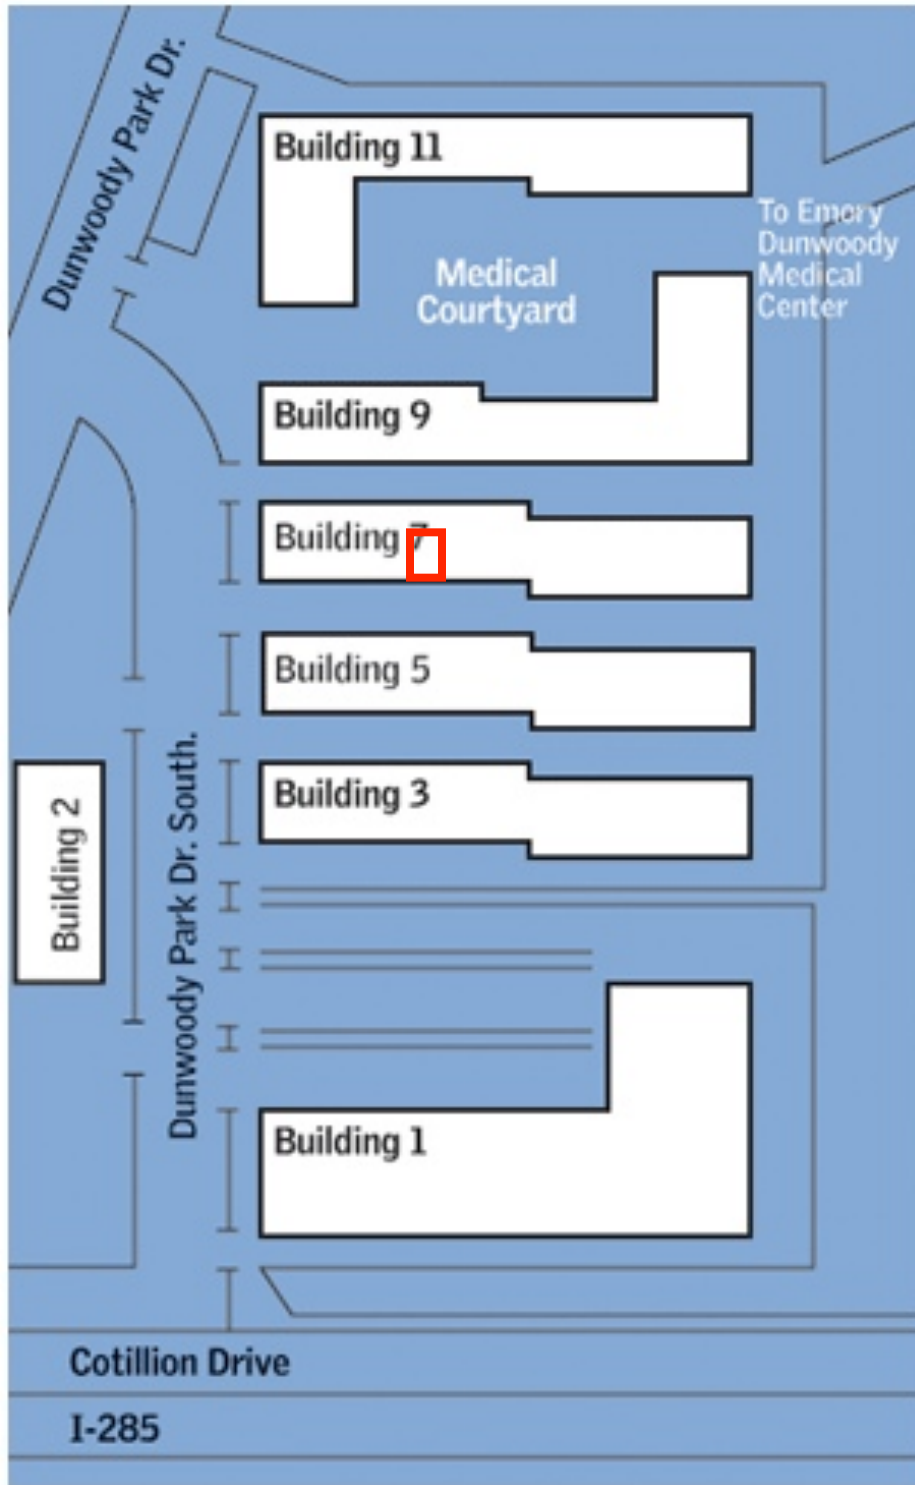 Dunwoody Park Dr.
Building 11
To Emory
Dunwoody
Medical
Center
Medical
Courtyard
Building 9
Building 7
Building 5
Building 3
Building 2
Dunwoody Park Dr. South.
Building 1
Cotillion Drive
I-285